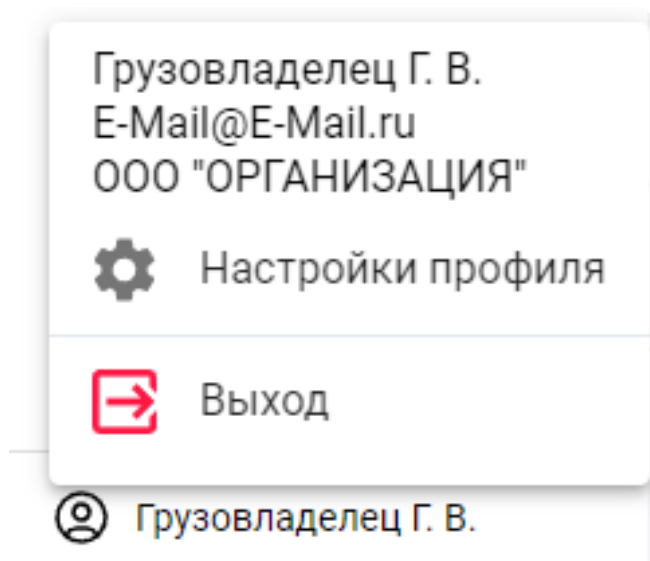 Грузовладелец Г. В.
E-Mail@E-Mail.ru
ООО "ОРГАНИЗАЦИЯ"
Настройки профиля
Выход
Грузовладелец Г. В.